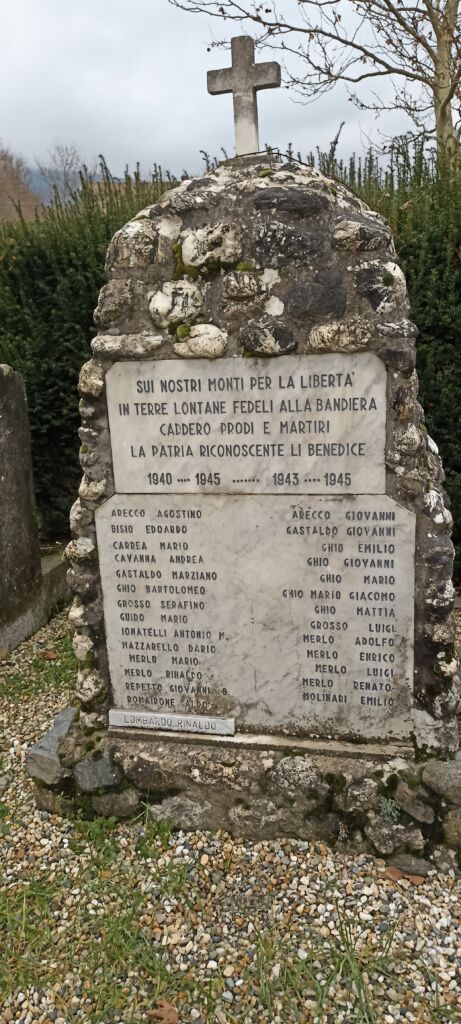 SUI NOSTRI MONTI PER LA LIBERTA'
IN TERRE LONTANE FEDELI ALLA BANDIERA
CADDERO PRODI E MARTIRI
LA PATRIA RICONOSCENTE LI BENEDICE
1940 .... 1945 ....... 1943 .... 1945
ARECCO AGOSTINO
BISIO EDOARDO
CARREA MARIO
CAVANNA ANDREA
GASTALDO MARZIANO
GHIO BARTOLOMEO
GROSSO SERAFINO
GUIDO MARIO
IONATELLI ANTONIO M.
MAZZARELLO DARIO
MERLO MARIO
MERLO RINALDO
REPETTO GIOVANNI B.
ROMAIRONE ALDO
LOMBARDO RINALDO
ARECCO GIOVANNI
GASTALDO GIOVANNI
GHIO EMILIO
GHIO GIOVANNI
GHIO MARIO
GHIO MARIO GIACOMO
GHIO MATTIA
GROSSO LUIGI
MERLO ADOLFO
MERLO ENRICO
MERLO LUIGI
MERLO RENATO
MOLINARI EMILIO